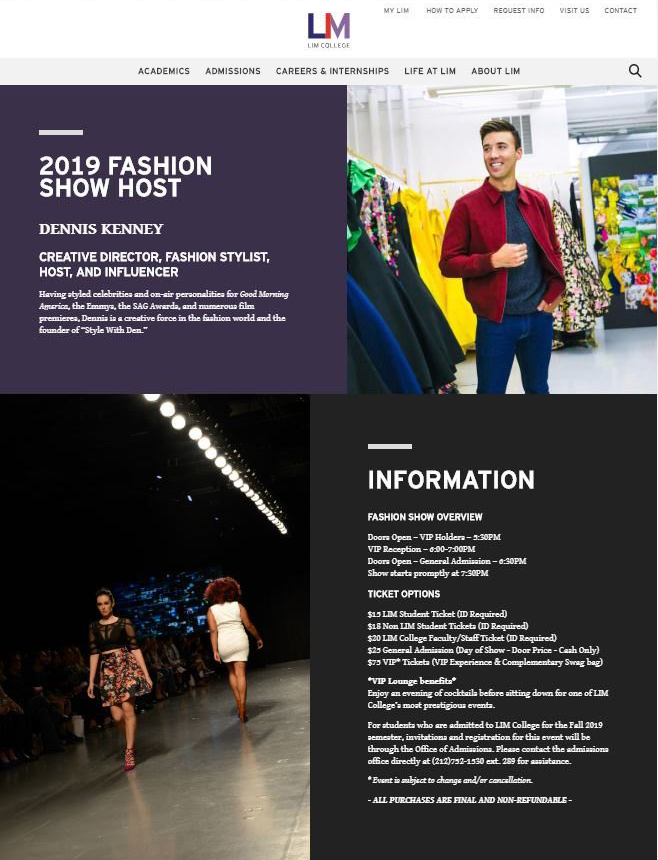 MY LIM HOW TO APPLY REQUEST INFO VISIT US CONTACT
LIM
LIM COLLEGE
ACADEMICS ADMISSIONS CAREERS & INTERNSHIPS LIFE AT LIM ABOUT LIM
2019 FASHION
SHOW HOST
DENNIS KENNEY
CREATIVE DIRECTOR, FASHION STYLIST,
HOST, AND INFLUENCER
Having styled celebrities and on-air personalities for Good Morning
America, the Emmys, the SAG Awards, and numerous film
premieres, Dennis is a creative force in the fashion world and the
founder of "Style With Den."
INFORMATION
FASHION SHOW OVERVIEW
Doors Open – VIP Holders – 5:30PM
VIP Reception – 6:00-7:00PM
Doors Open – General Admission – 6:30PM
Show starts promptly at 7:30PM
TICKET OPTIONS
$15 LIM Student Ticket (ID Required)
$18 Non LIM Student Tickets (ID Required)
$20 LIM College Faculty/Staff Ticket (ID Required)
$25 General Admission (Day of Show - Door Price - Cash Only)
$75 VIP* Tickets (VIP Experience & Complementary Swag bag)
*VIP Lounge benefits*
Enjoy an evening of cocktails before sitting down for one of LIM
College's most prestigious events.
For students who are admitted to LIM College for the Fall 2019
semester, invitations and registration for this event will be
through the Office of Admissions. Please contact the admissions
office directly at (212)752-1530 ext. 289 for assistance.
*Event is subject to change and/or cancellation.
- ALL PURCHASES ARE FINAL AND NON-REFUNDABLE -